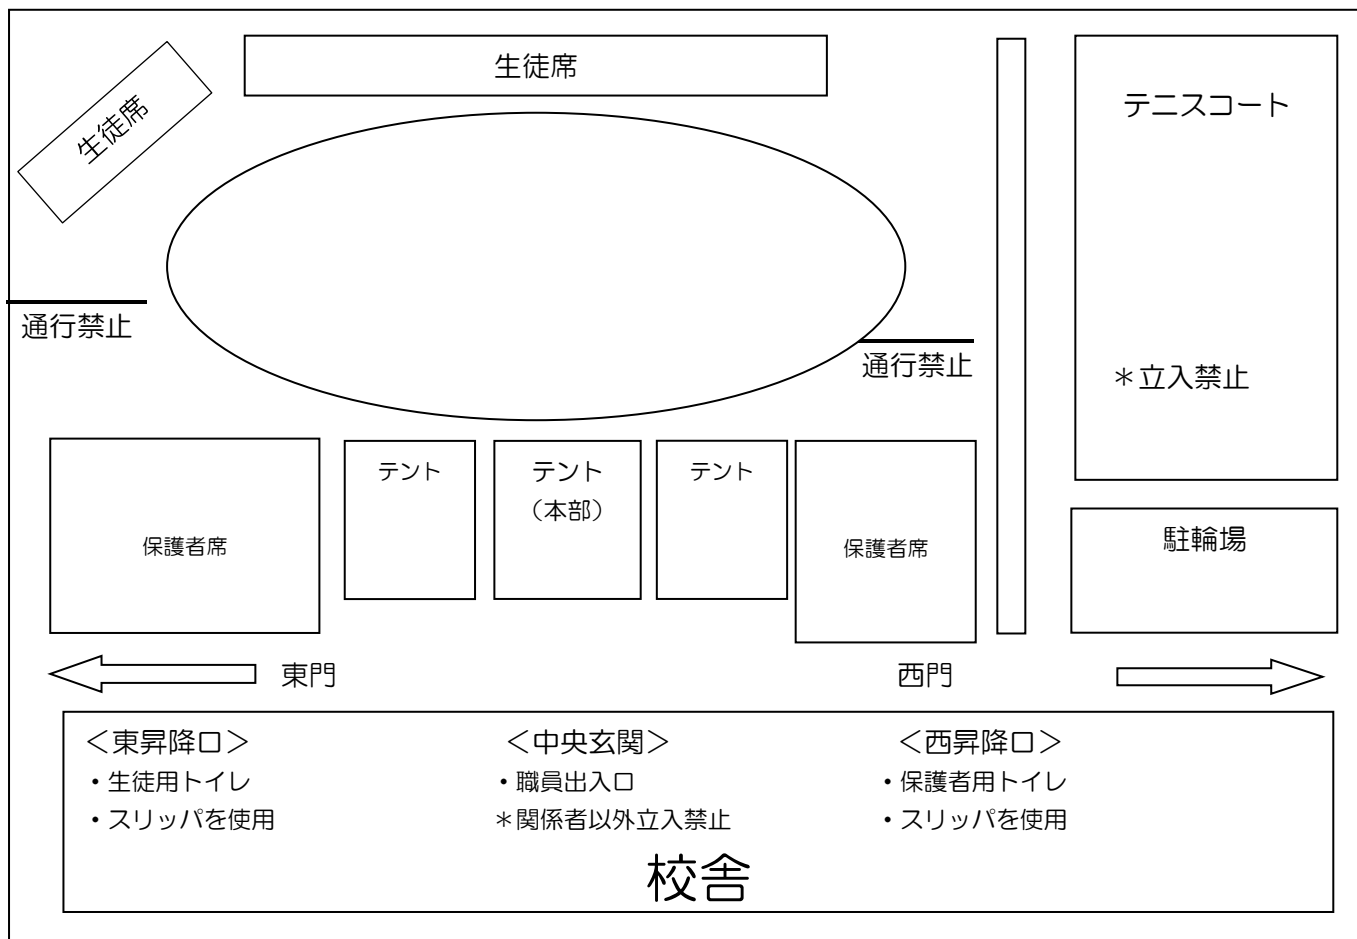 生徒席
生徒席
テニスコート
通行禁止
通行禁止
＊立入禁止
保護者席
テント
テント
（本部）
テント
保護者席
駐輪場
東門
西門
＜東昇降口＞
・生徒用トイレ
・スリッパを使用
＜中央玄関＞
・職員出入口
＊関係者以外立入禁止
＜西昇降口＞
・保護者用トイレ
・スリッパを使用
校舎